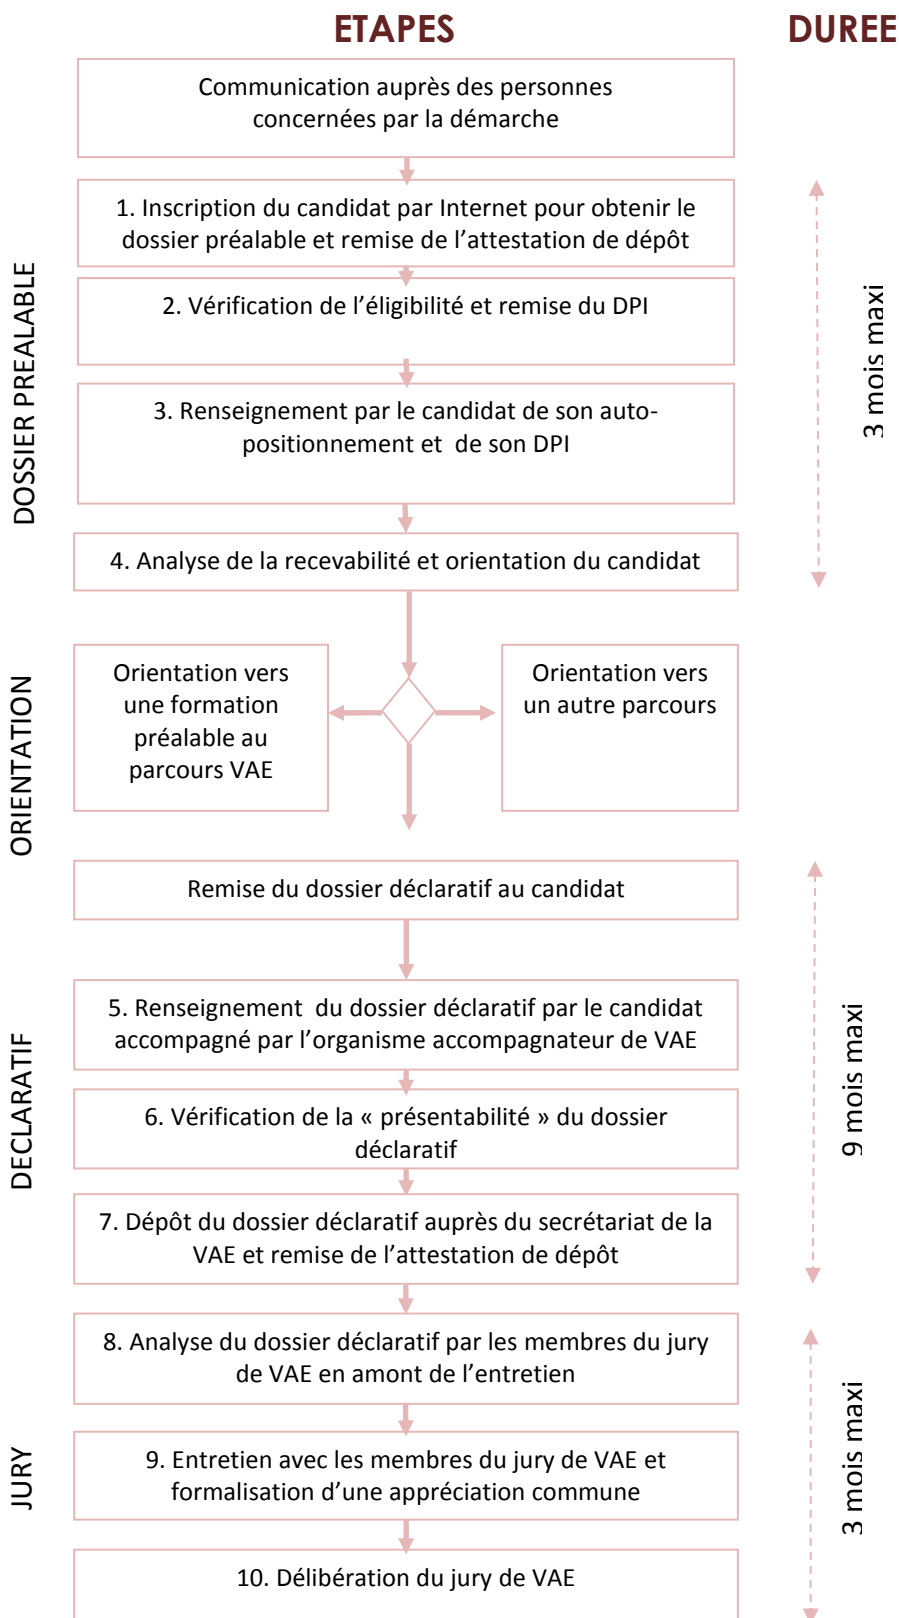 ETAPES
DUREE
Communication auprès des personnes
concernées par la démarche
DOSSIER PREALABLE
1. Inscription du candidat par Internet pour obtenir le
dossier préalable et remise de l’attestation de dépôt
2. Vérification de l’éligibilité et remise du DPI
3. Renseignement par le candidat de son auto-
positionnement et  de son DPI
4. Analyse de la recevabilité et orientation du candidat
3 mois maxi
ORIENTATION
Orientation vers
une formation
préalable au
parcours VAE
Orientation vers
un autre parcours
Remise du dossier déclaratif au candidat
DECLARATIF
5. Renseignement  du dossier déclaratif par le candidat
accompagné par l’organisme accompagnateur de VAE
6. Vérification de la « présentabilité » du dossier
déclaratif
7. Dépôt du dossier déclaratif auprès du secrétariat de la
VAE et remise de l’attestation de dépôt
9 mois maxi
JURY
8. Analyse du dossier déclaratif par les membres du jury
de VAE en amont de l’entretien
9. Entretien avec les membres du jury de VAE et
formalisation d’une appréciation commune
10. Délibération du jury de VAE
3 mois maxi